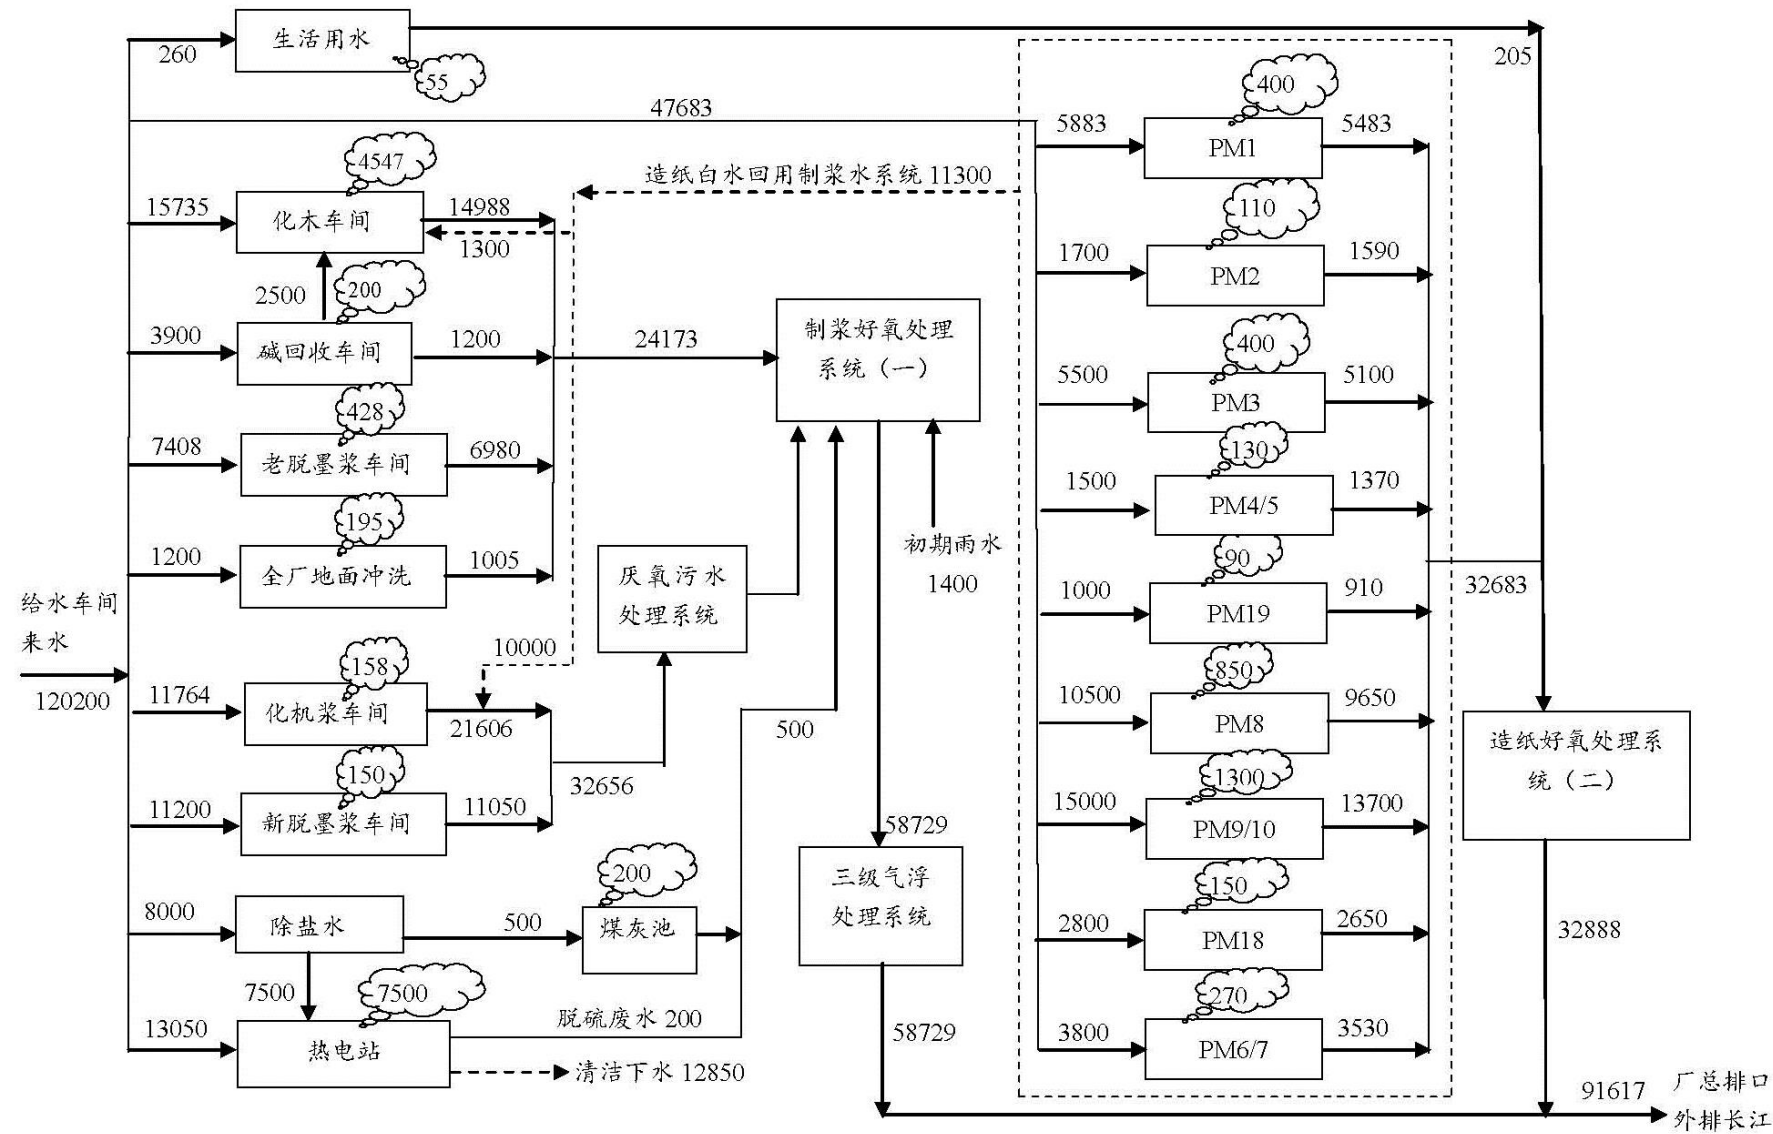 生活用水
260
55
205
47683
400
5883
PM1
5483
4547
造纸白水回用制浆水系统 11300
15735
化木车间
14988
1300
110
1700
PM2
1590
2500
200
3900
碱回收车间
1200
24173
制浆好氧处理
系统（一）
400
5500
PM3
5100
428
7408
老脱墨浆车间
6980
130
1500
PM4/5
1370
195
1200
全厂地面冲洗
1005
初期雨水
1400
90
1000
PM19
910
32683
给水车间
来水
120200
厌氧污水
处理系统
10000
158
11764
化机浆车间
21606
850
10500
PM8
9650
500
造纸好氧处理系
统（二）
150
11200
新脱墨浆车间
11050
32656
1300
15000
PM9/10
13700
58729
三级气浮
处理系统
200
8000
除盐水
500
煤灰池
150
2800
PM18
2650
32888
7500
7500
13050
热电站
脱硫废水 200
清洁下水 12850
58729
270
3800
PM6/7
3530
91617
厂总排口
外排长江